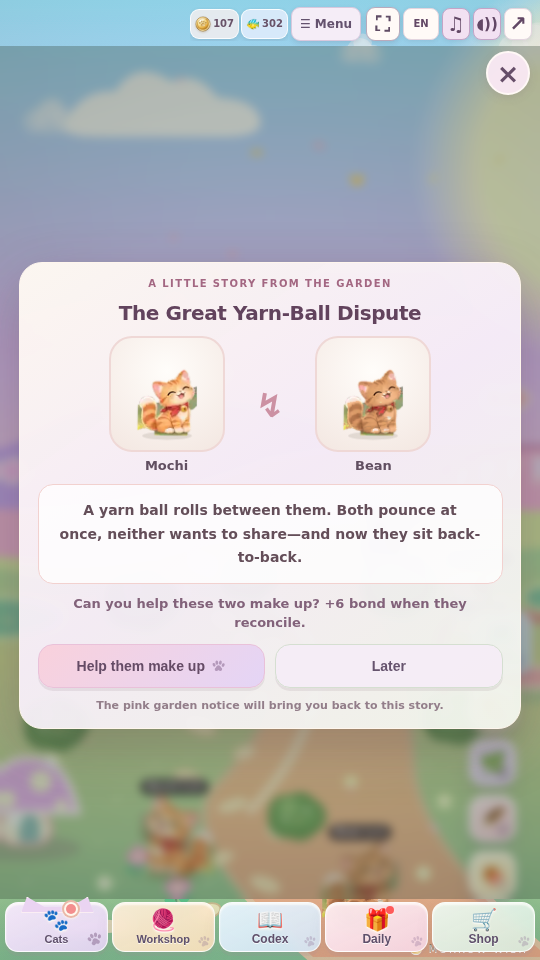 107
302
☰ Menu
EN
A LITTLE STORY FROM THE GARDEN
The Great Yarn-Ball Dispute
Mochi
Bean
A yarn ball rolls between them. Both pounce at
once, neither wants to share—and now they sit back-
to-back.
Can you help these two make up? +6 bond when they
reconcile.
Help them make up
Later
The pink garden notice will bring you back to this story.
Cats
Workshop
Codex
Daily
Shop